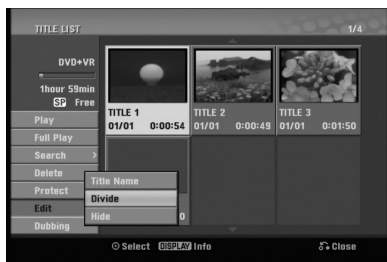 TITLE LIST 1/4
DVD+VR
1hour 59min
SP Free
Play
Full Play
Search >
Delete
Protect
Edit
Dubbing
TITLE 1
01/01 0:00:54
TITLE 2
01/01 0:00:49
TITLE 3
01/01 0:01:50
Title Name
Divide
Hide
0
Select DISPLAY Info Close